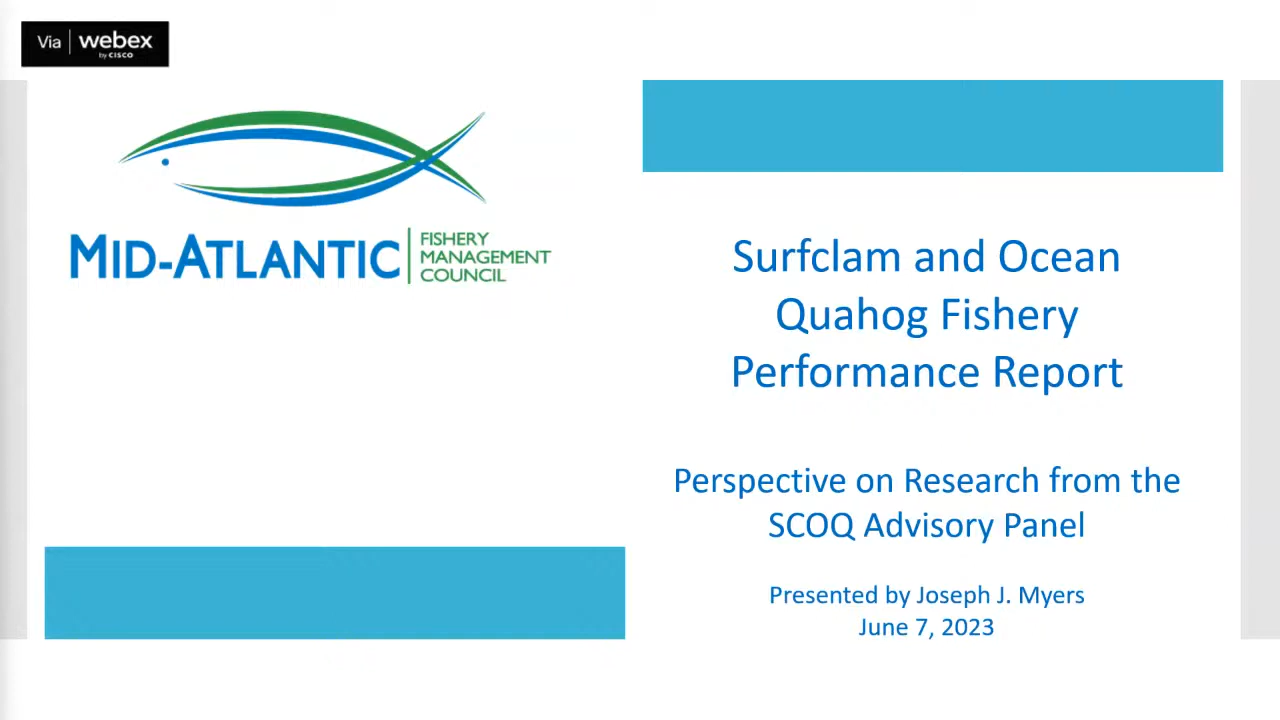 Via webex
by CISCO
MID-ATLANTIC
FISHERY
MANAGEMENT
COUNCIL
Surfclam and Ocean
Quahog Fishery
Performance Report
Perspective on Research from the
SCOQ Advisory Panel
Presented by Joseph J. Myers
June 7, 2023